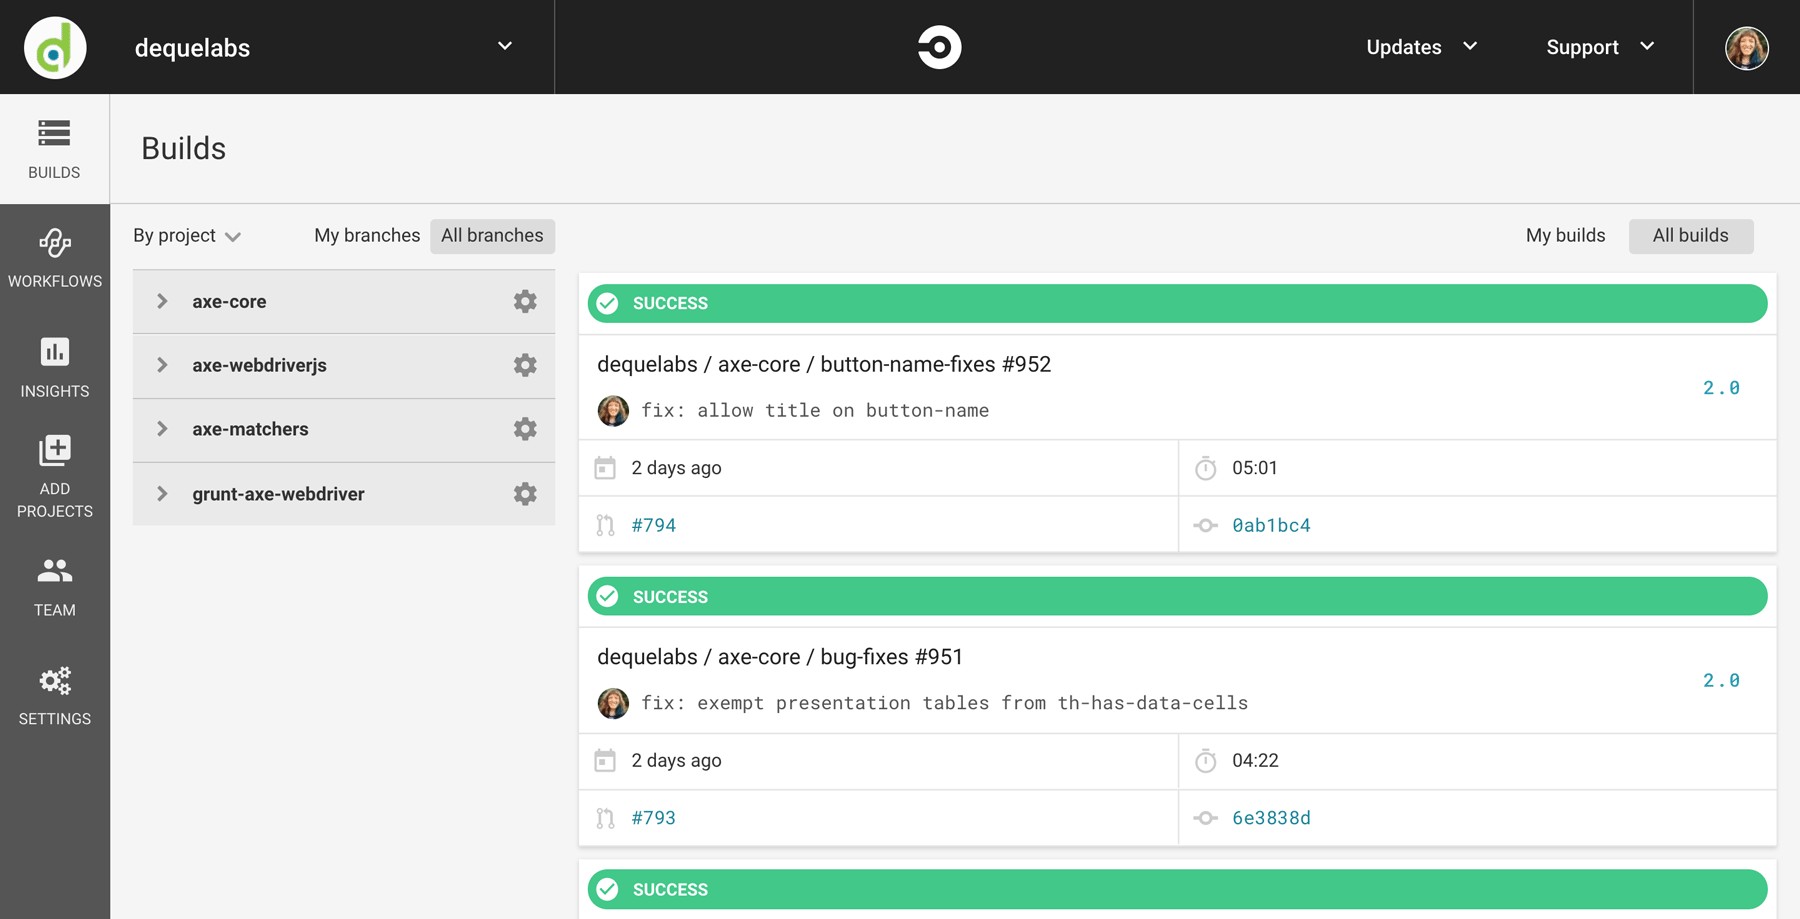 dequelabs
Updates
Support
BUILDS
WORKFLOWS
INSIGHTS
ADD
PROJECTS
TEAM
SETTINGS
Builds
By project
My branches
All branches
axe-core
axe-webdriverjs
axe-matchers
grunt-axe-webdriver
My builds
All builds
SUCCESS
dequelabs / axe-core / button-name-fixes #952
fix: allow title on button-name
2.0
2 days ago
05:01
#794
0ab1bc4
SUCCESS
dequelabs / axe-core / bug-fixes #951
fix: exempt presentation tables from th-has-data-cells
2.0
2 days ago
04:22
#793
6e3838d
SUCCESS